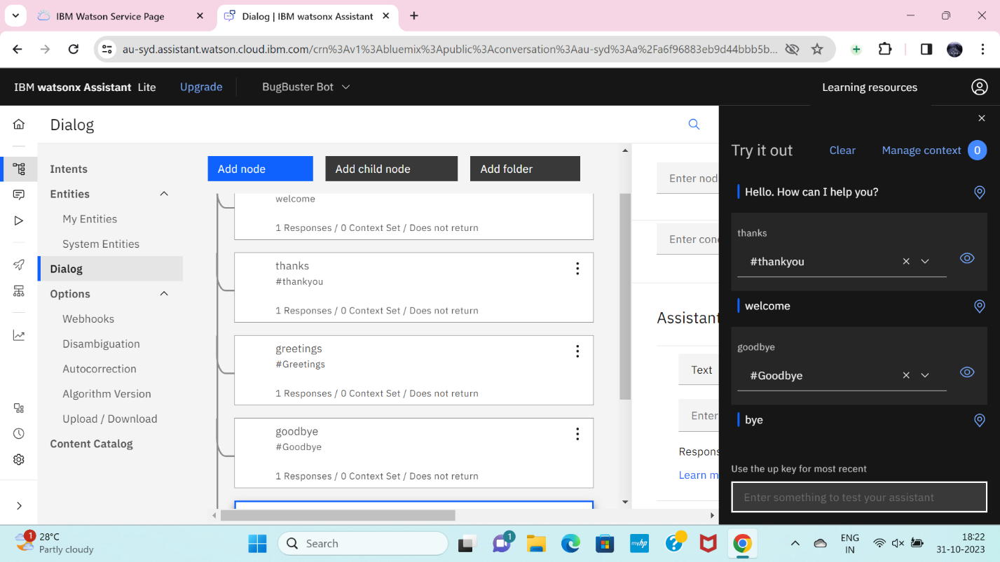 IBM Watson Service Page
Dialog | IBM watsonx Assistant
au-syd.assistant.watson.cloud.ibm.com/crn%3Av1%3Abluemix%3Apublic%3Aconversation%3Aau-syd%3Aa%2Fa6f96883eb9d44bbb5b...
IBM watsonx Assistant Lite
Upgrade
BugBuster Bot
Learning resources
Dialog
Intents
Entities
My Entities
System Entities
Dialog
Options
Webhooks
Disambiguation
Autocorrection
Algorithm Version
Upload / Download
Content Catalog
Add node
Add child node
Add folder
welcome
1 Responses / 0 Context Set / Does not return
thanks
#thankyou
1 Responses / 0 Context Set / Does not return
greetings
#Greetings
1 Responses / 0 Context Set / Does not return
goodbye
#Goodbye
1 Responses / 0 Context Set / Does not return
Enter nod
Enter con
Assistant
Text
Enter
Respons
Learn m
Try it out
Clear
Manage context 0
Hello. How can I help you?
thanks
#thankyou
welcome
goodbye
#Goodbye
bye
Use the up key for most recent
Enter something to test your assistant
1
28°C
Partly cloudy
Search
1
myhp
ENG
IN
18:22
31-10-2023